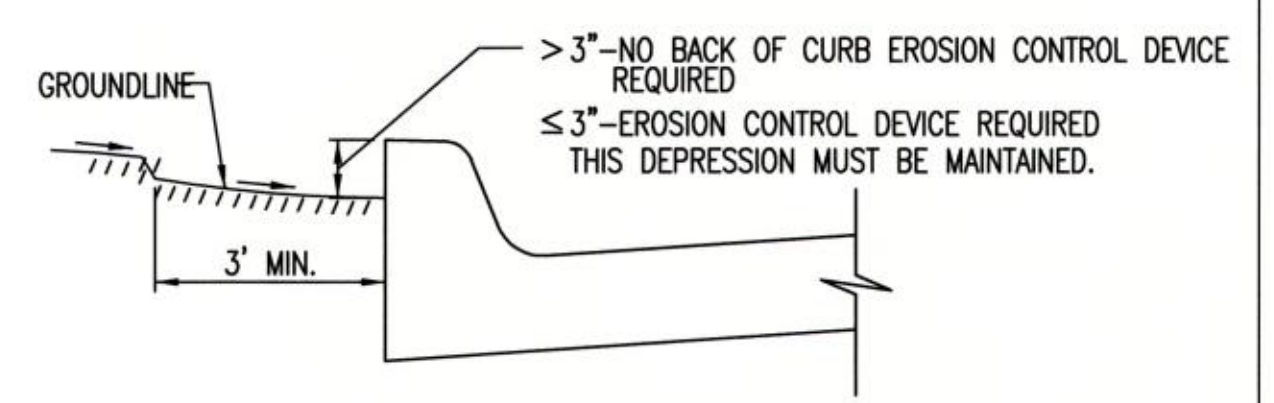 > 3"-NO BACK OF CURB EROSION CONTROL DEVICE
REQUIRED
GROUNDLINE
≤ 3"-EROSION CONTROL DEVICE REQUIRED
THIS DEPRESSION MUST BE MAINTAINED.
3' MIN.